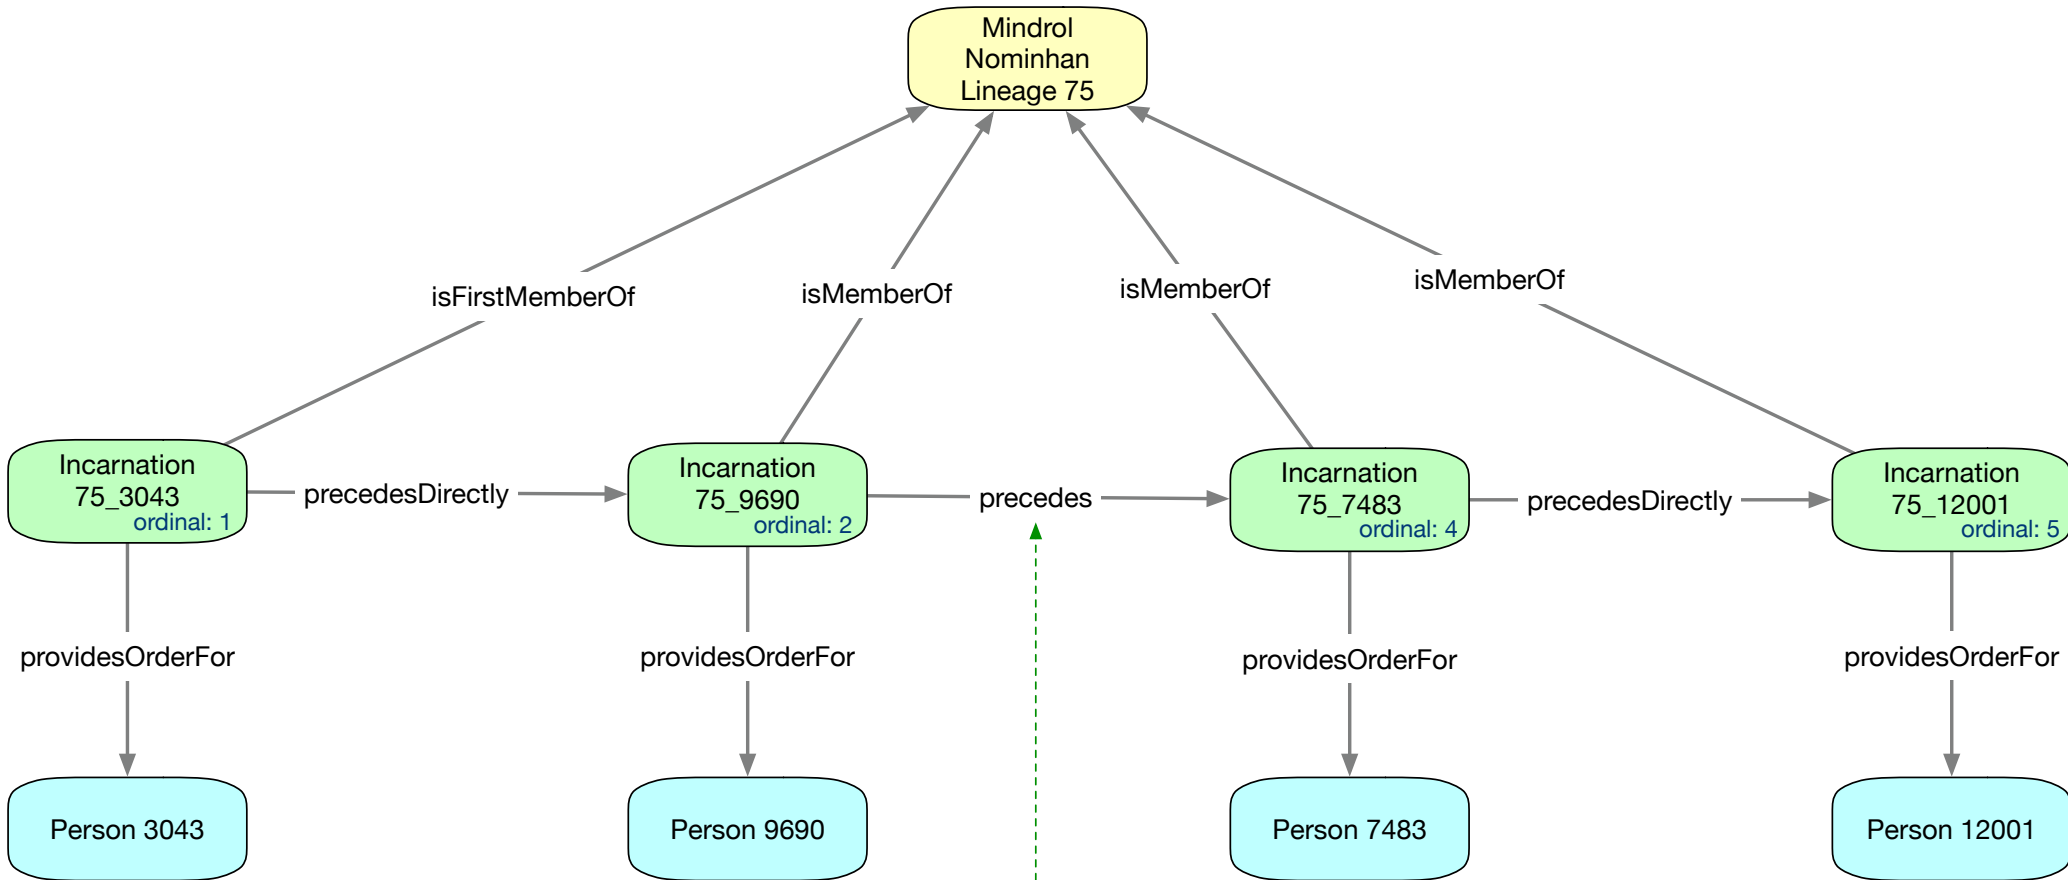 Mindrol
Nominhan
Lineage 75
isFirstMemberOf
isMemberOf
isMemberOf
isMemberOf
Incarnation
75_3043
ordinal: 1
precedesDirectly
Incarnation
75_9690
ordinal: 2
precedes
Incarnation
75_7483
ordinal: 4
precedesDirectly
Incarnation
75_12001
ordinal: 5
providesOrderFor
providesOrderFor
providesOrderFor
providesOrderFor
Person 3043
Person 9690
Person 7483
Person 12001